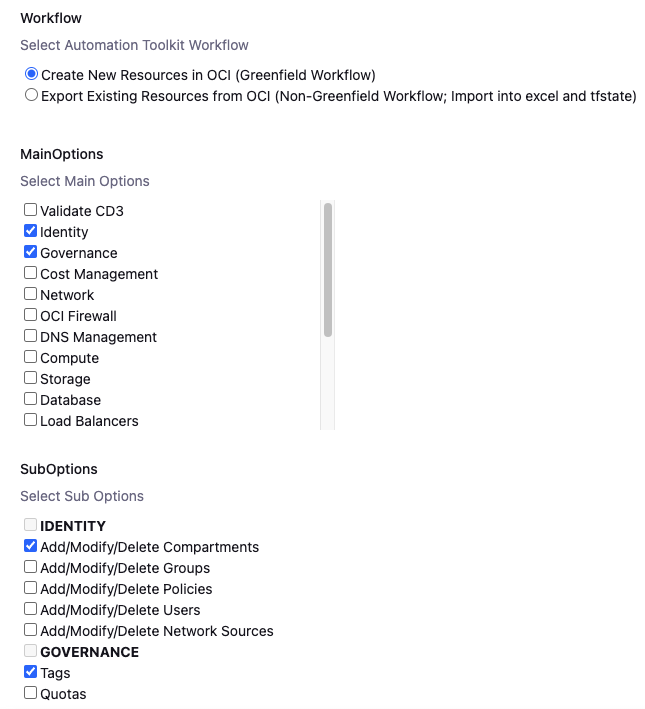 Workflow
Select Automation Toolkit Workflow
Create New Resources in OCI (Greenfield Workflow)
Export Existing Resources from OCI (Non-Greenfield Workflow; Import into excel and tfstate)
MainOptions
Select Main Options
Validate CD3
Identity
Governance
Cost Management
Network
OCI Firewall
DNS Management
Compute
Storage
Database
Load Balancers
SubOptions
Select Sub Options
IDENTITY
Add/Modify/Delete Compartments
Add/Modify/Delete Groups
Add/Modify/Delete Policies
Add/Modify/Delete Users
Add/Modify/Delete Network Sources
GOVERNANCE
Tags
Quotas